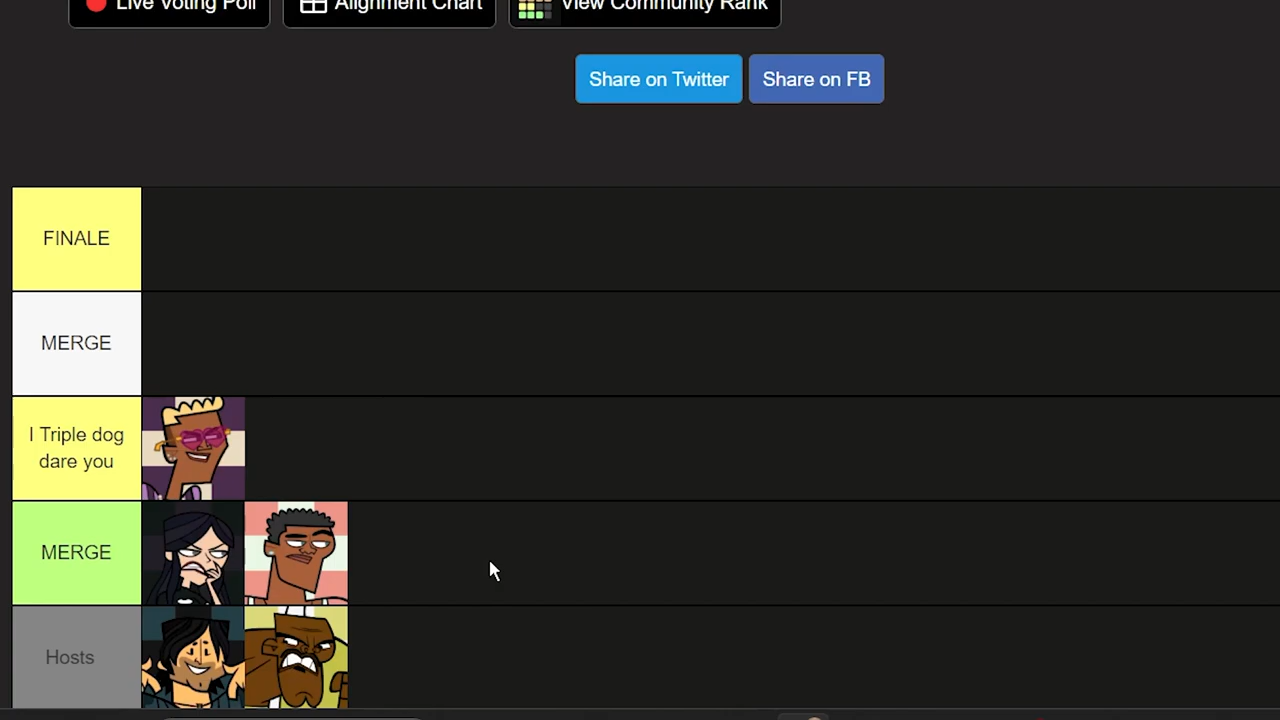 Live Voting Poll
Alignment Chart
View Community Rank
Share on Twitter
Share on FB
FINALE
MERGE
I Triple dog
dare you
MERGE
Hosts